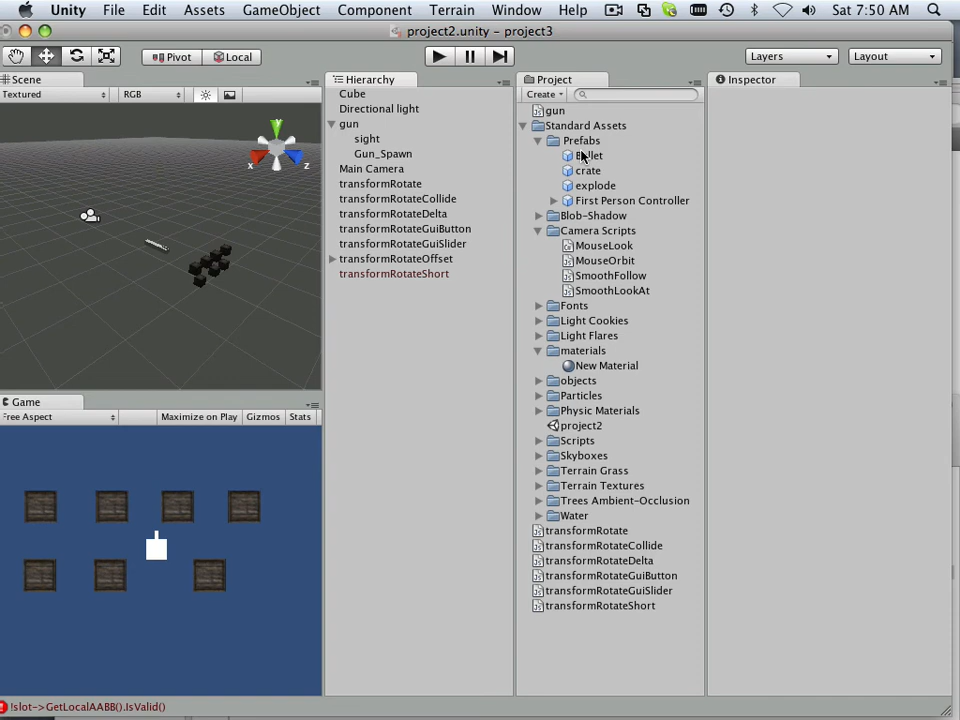 Unity File Edit Assets GameObject Component Terrain Window Help Sat 7:50 AM
project2.unity - project3
Pivot Local Layers Layout
Scene Hierarchy Project Inspector
Textured RGB Create
Cube
Directional light
gun
sight
Gun_Spawn
Main Camera
transformRotate
transformRotateCollide
transformRotateDelta
transformRotateGuiButton
transformRotateGuiSlider
transformRotateOffset
transformRotateShort
gun
Standard Assets
Prefabs
Bullet
crate
explode
First Person Controller
Blob-Shadow
Camera Scripts
MouseLook
MouseOrbit
SmoothFollow
SmoothLookAt
Fonts
Light Cookies
Light Flares
materials
New Material
objects
Particles
Physic Materials
project2
Scripts
Skyboxes
Terrain Grass
Terrain Textures
Trees Ambient-Occlusion
Water
transformRotate
transformRotateCollide
transformRotateDelta
transformRotateGuiButton
transformRotateGuiSlider
transformRotateShort
y
x
z
Game
Free Aspect Maximize on Play Gizmos Stats
!slot->GetLocalAABB().IsValid()